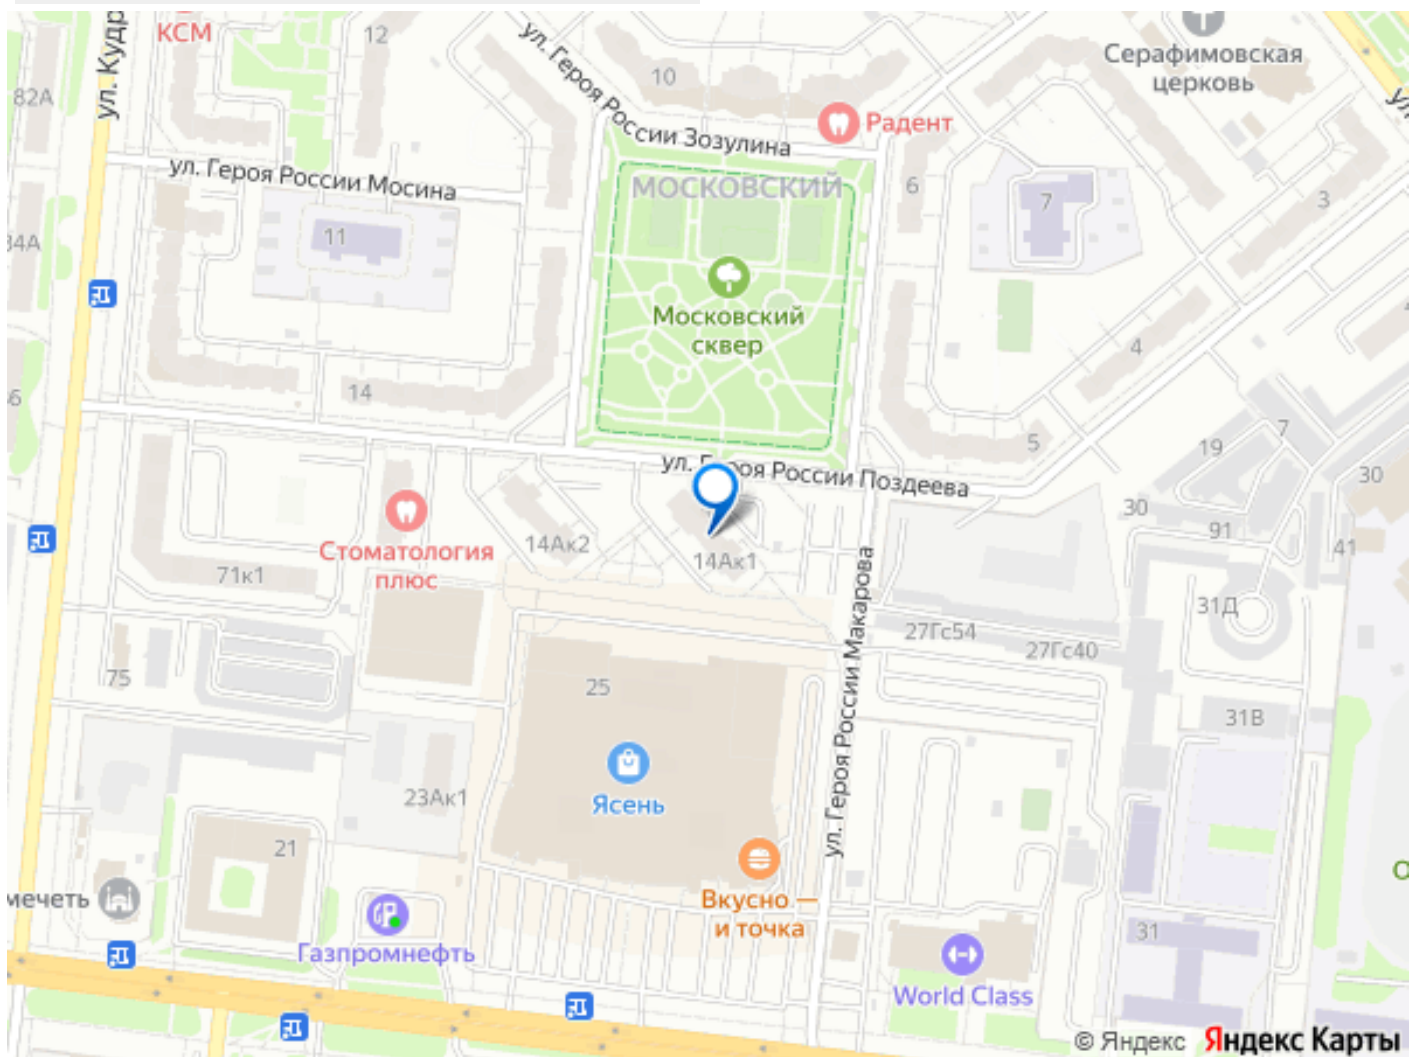 КСМ
12
ул. Кудр
82А
ул. Героя России Зозулина
10
Радент
Серафимовская
церковь
ул.
ул. Героя России Мосина
МОСКОВСКИЙ
6
7
3
11
34А
Московский
сквер
4
14
5
19
7
30
ул. Героя России Поздеева
30
91
41
Стоматология
плюс
14Ак2
14Ак1
71к1
ул. Героя России Макарова
27Гс54
27Гс40
31Д
75
25
31В
Ясень
23Ак1
21
мечеть
Вкусно —
и точка
Газпромнефть
31
World Class
© Яндекс Яндекс Карты